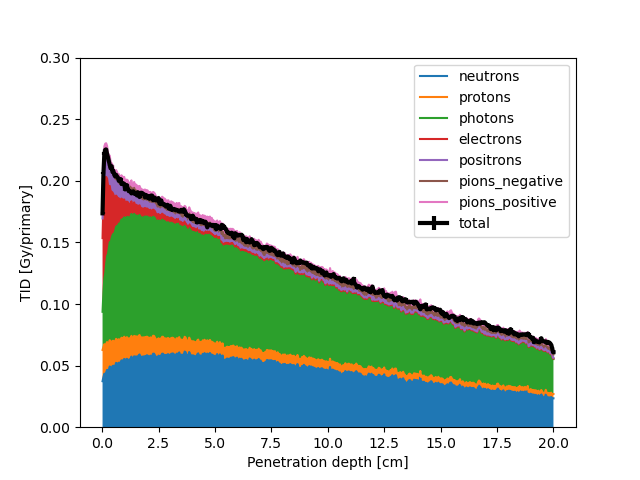 0.30
0.25
0.20
0.15
0.10
0.05
0.00
TID [Gy/primary]
0.0 2.5 5.0 7.5 10.0 12.5 15.0 17.5 20.0
Penetration depth [cm]
neutrons
protons
photons
electrons
positrons
pions_negative
pions_positive
total